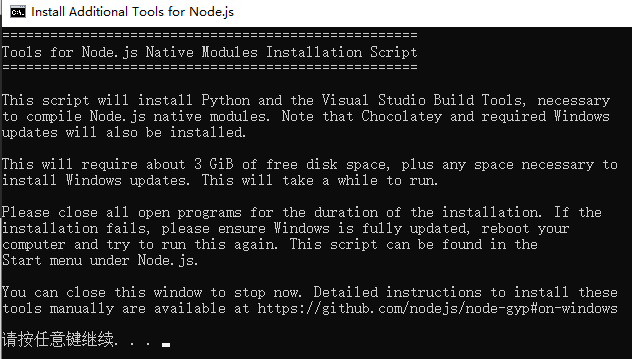 Install Additional Tools for Node.js
====================================================
Tools for Node.js Native Modules Installation Script
====================================================
This script will install Python and the Visual Studio Build Tools, necessary
to compile Node.js native modules. Note that Chocolatey and required Windows
updates will also be installed.
This will require about 3 GiB of free disk space, plus any space necessary to
install Windows updates. This will take a while to run.
Please close all open programs for the duration of the installation. If the
installation fails, please ensure Windows is fully updated, reboot your
computer and try to run this again. This script can be found in the
Start menu under Node.js.
You can close this window to stop now. Detailed instructions to install these
tools manually are available at https://github.com/nodejs/node-gyp#on-windows
请按任意键继续. . .